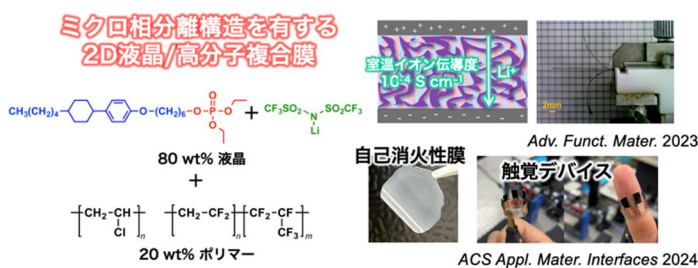 ミクロ相分離構造を有する
2D液晶/高分子複合膜
CH₃(CH₂)₄
O─(CH₂)₆─O─P─O
O
O
+
CF₃SO₂
N
Li
SO₂CF₃
80 wt% 液晶
+
CH₂─CH
Cl
n
CH₂─CF₂
n
CF₂─CF
CF₃
m
20 wt% ポリマー
+ + + + + + + + +
室温イオン伝導度
10⁻⁴ S cm⁻¹
Li⁺
2mm
Adv. Funct. Mater. 2023
自己消火性膜
触覚デバイス
ACS Appl. Mater. Interfaces 2024